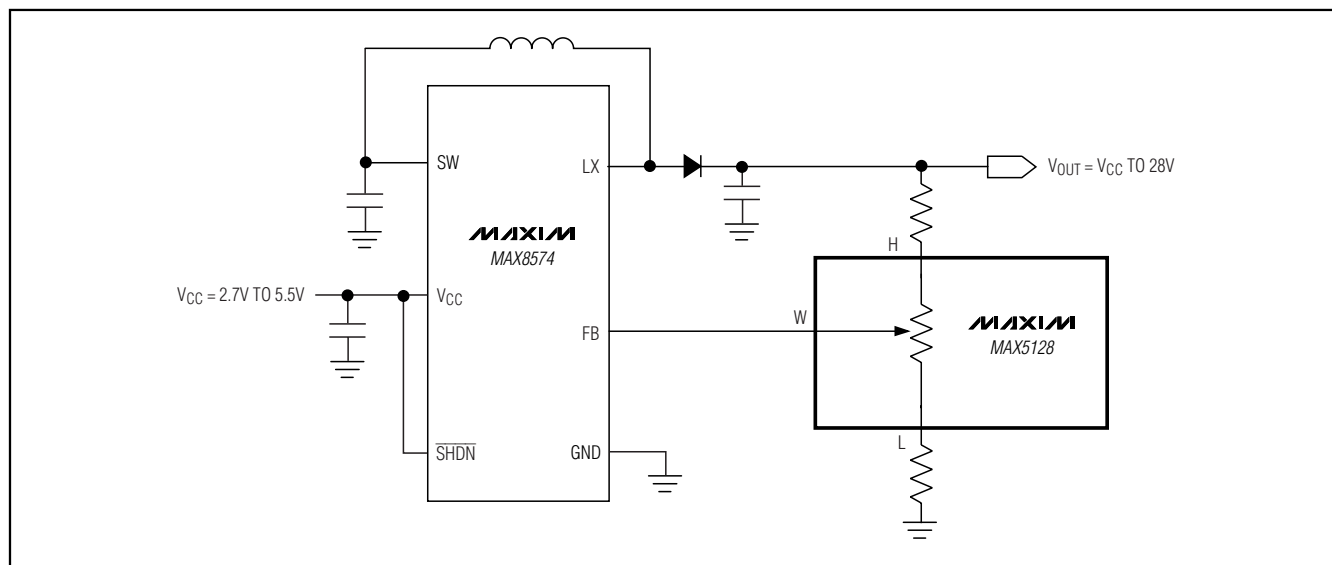 SW
LX
VOUT = VCC TO 28V
MAXIM
MAX8574
H
VCC = 2.7V TO 5.5V
VCC
FB
W
MAXIM
MAX5128
SHDN
GND
L